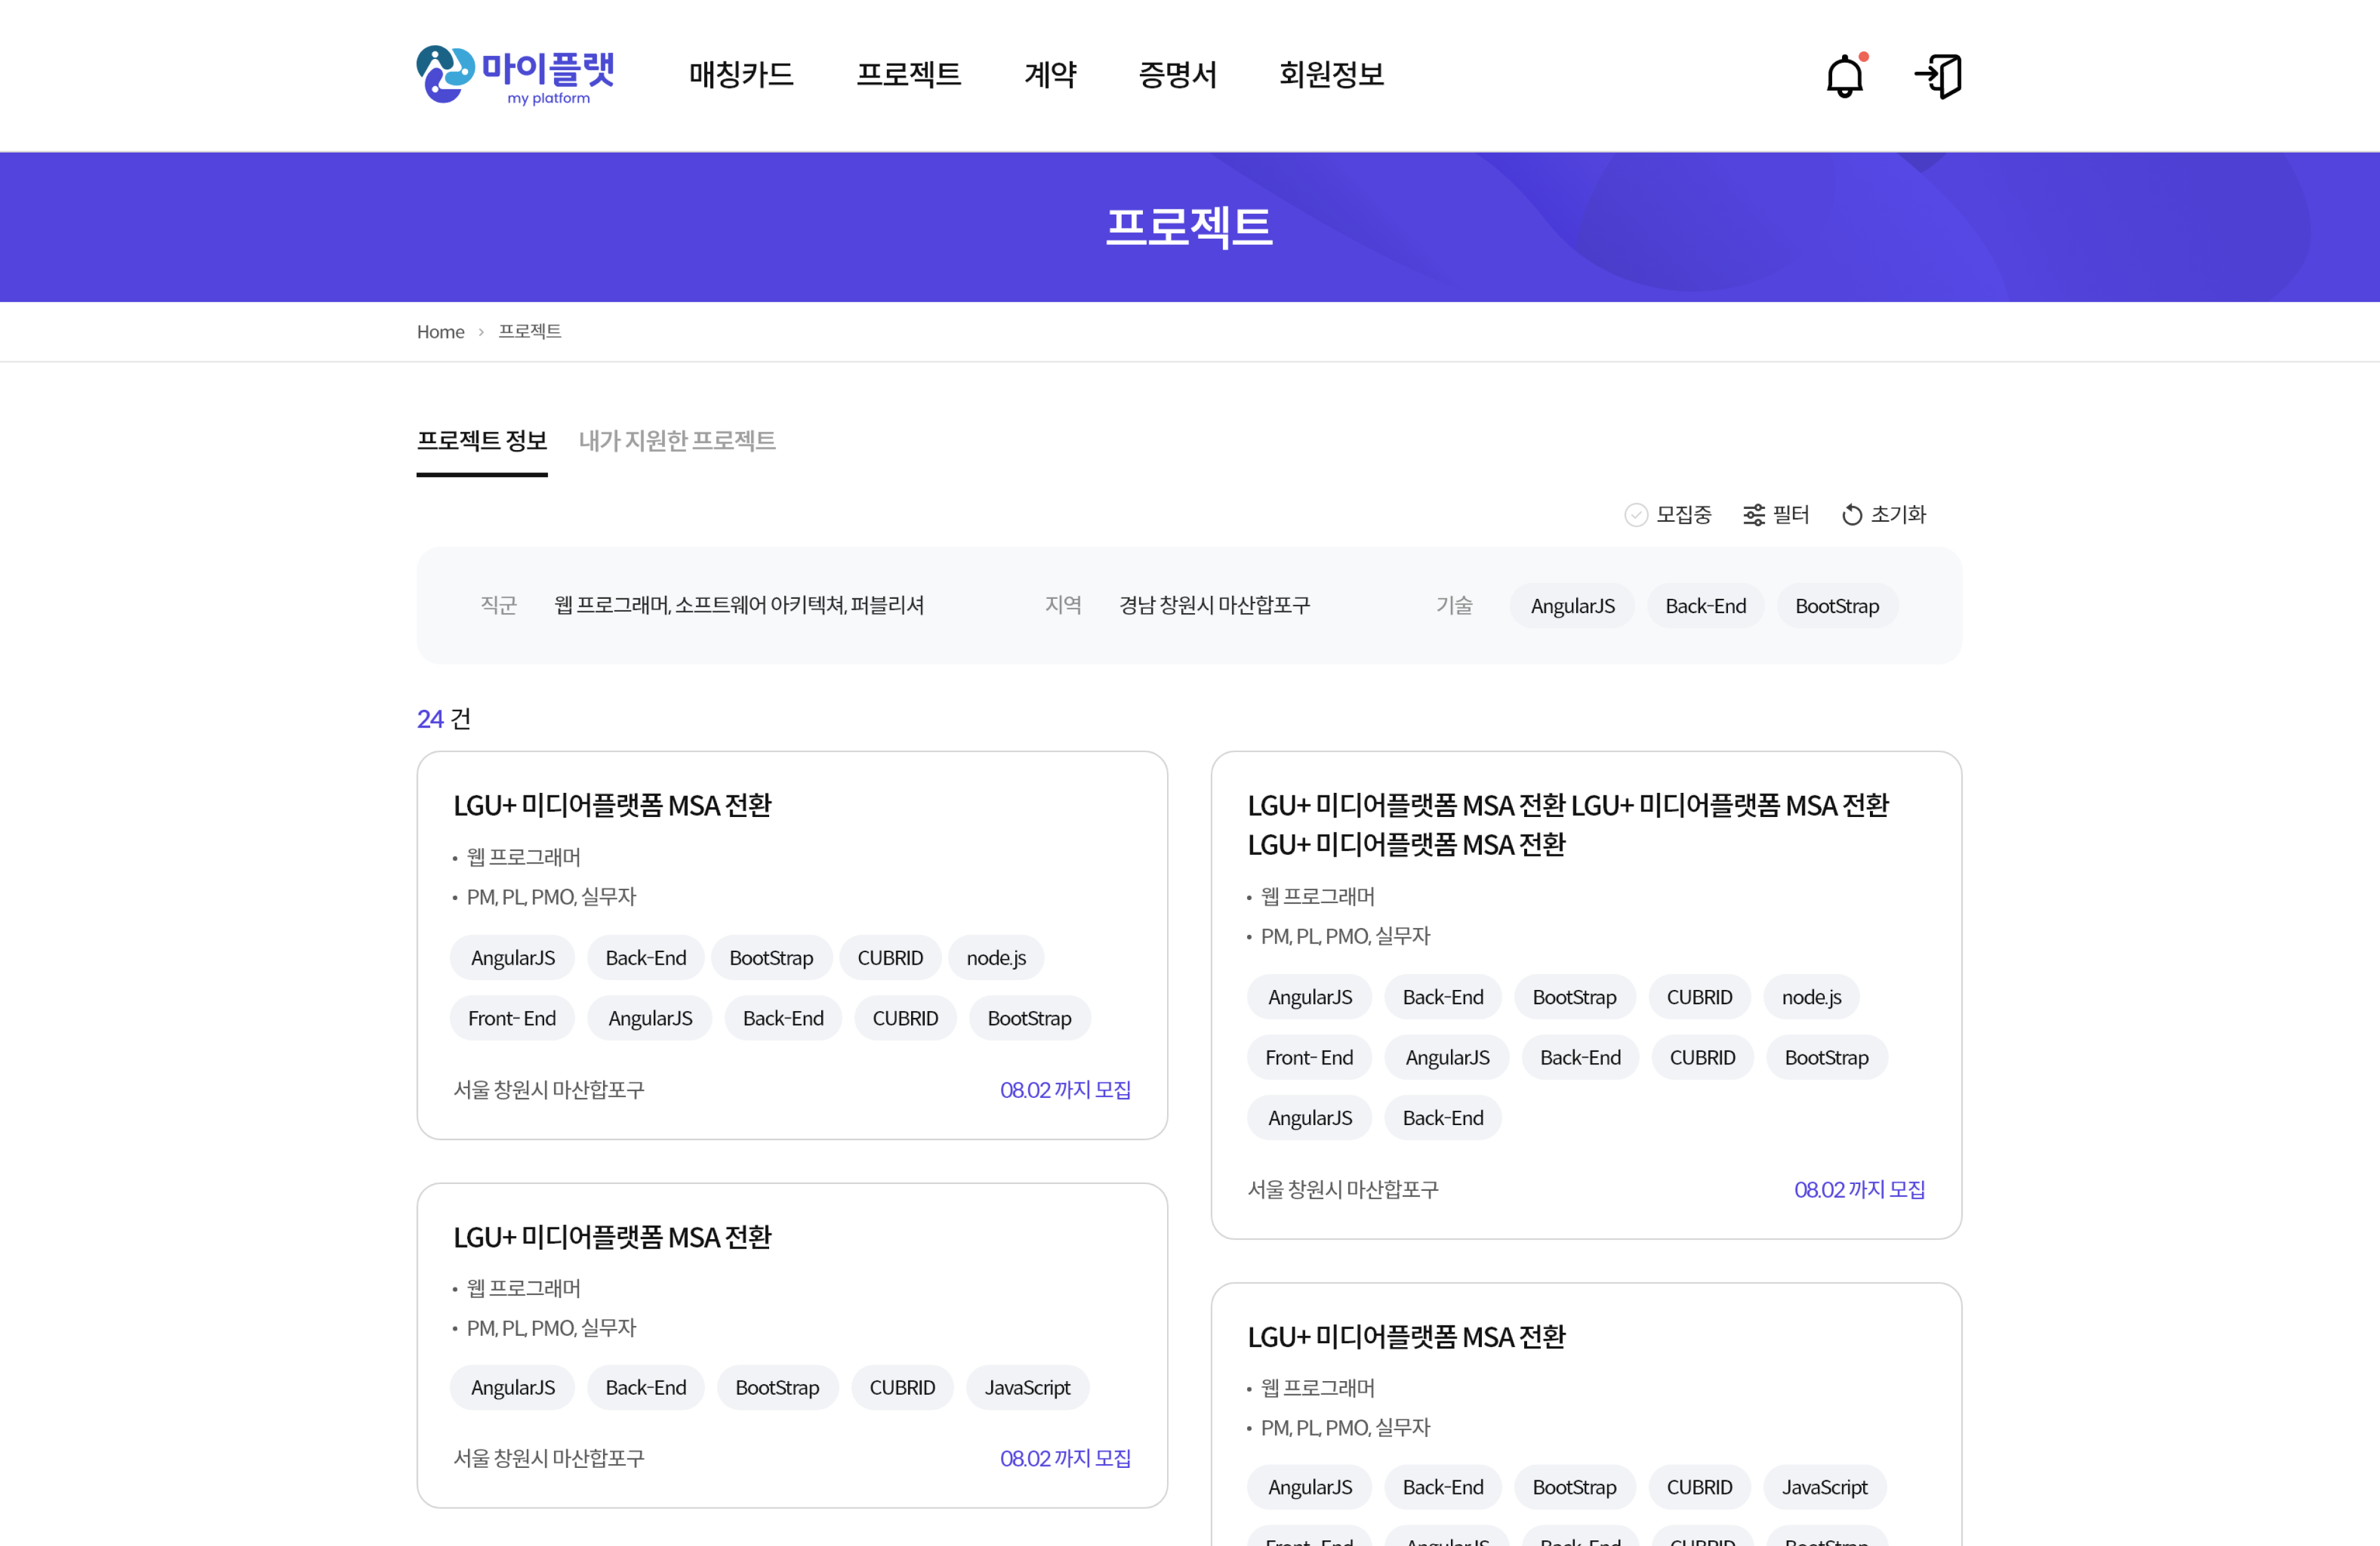 마이플랫
my platform
매칭카드 프로젝트 계약 증명서 회원정보
프로젝트
Home > 프로젝트
프로젝트 정보 내가 지원한 프로젝트
모집중 필터 초기화
직군 웹 프로그래머, 소프트웨어 아키텍쳐, 퍼블리셔 지역 경남 창원시 마산합포구 기술 AngularJS Back-End BootStrap
24 건
LGU+ 미디어플랫폼 MSA 전환
• 웹 프로그래머
• PM, PL, PMO, 실무자
AngularJS Back-End BootStrap CUBRID node.js
Front- End AngularJS Back-End CUBRID BootStrap
서울 창원시 마산합포구 08.02 까지 모집
LGU+ 미디어플랫폼 MSA 전환 LGU+ 미디어플랫폼 MSA 전환
LGU+ 미디어플랫폼 MSA 전환
• 웹 프로그래머
• PM, PL, PMO, 실무자
AngularJS Back-End BootStrap CUBRID node.js
Front- End AngularJS Back-End CUBRID BootStrap
AngularJS Back-End
서울 창원시 마산합포구 08.02 까지 모집
LGU+ 미디어플랫폼 MSA 전환
• 웹 프로그래머
• PM, PL, PMO, 실무자
AngularJS Back-End BootStrap CUBRID JavaScript
서울 창원시 마산합포구 08.02 까지 모집
LGU+ 미디어플랫폼 MSA 전환
• 웹 프로그래머
• PM, PL, PMO, 실무자
AngularJS Back-End BootStrap CUBRID JavaScript
Front- End AngularJS Back-End CUBRID BootStrap